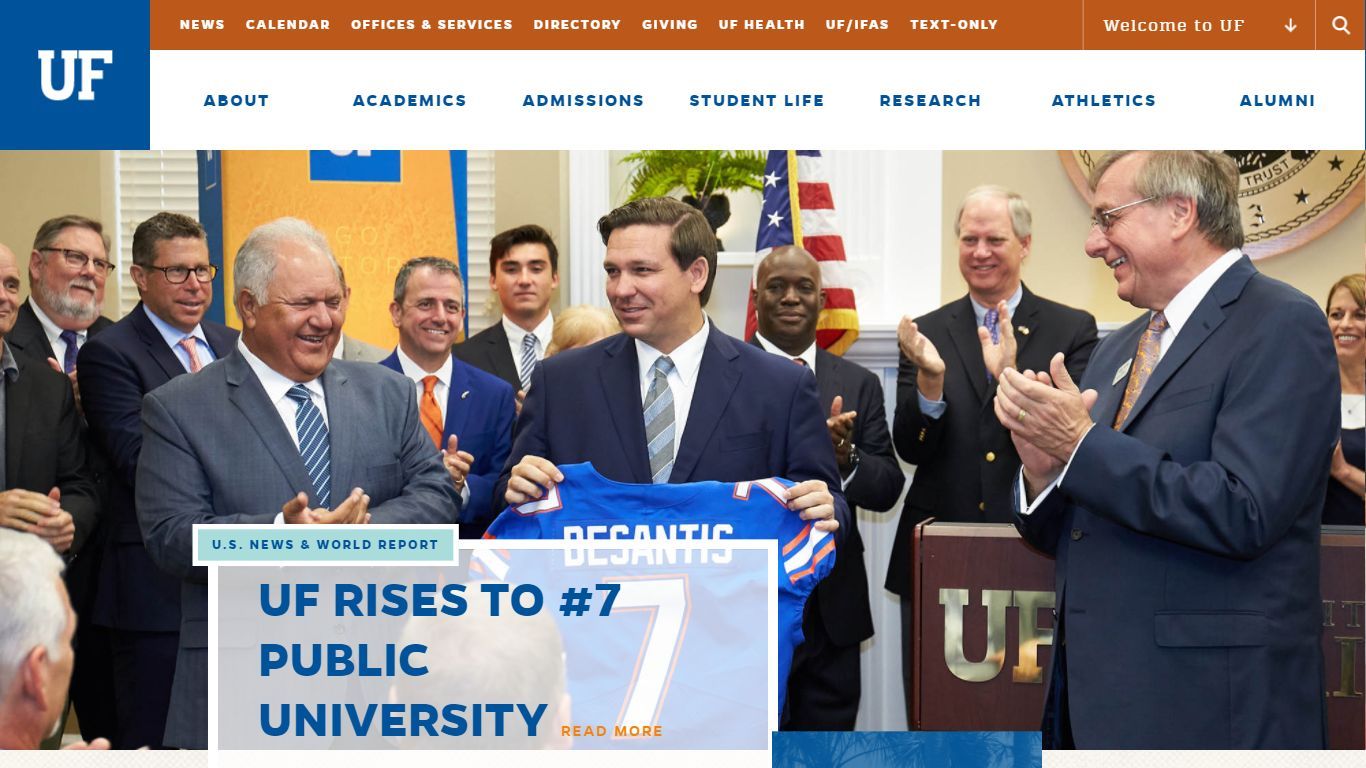 NEWS CALENDAR OFFICES & SERVICES DIRECTORY GIVING UF HEALTH UF/IFAS TEXT-ONLY Welcome to UF
UF
ABOUT ACADEMICS ADMISSIONS STUDENT LIFE RESEARCH ATHLETICS ALUMNI
TRUST
GO
DESANTIS
7
U.S. NEWS & WORLD REPORT
UF RISES TO #7
PUBLIC
UNIVERSITY READ MORE
UF